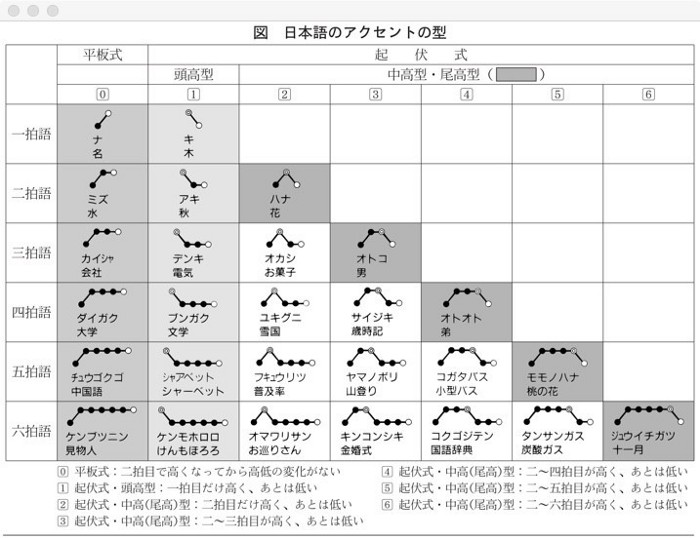 図　日本語のアクセントの型
平板式　起伏式
頭高型　中高型・尾高型（　）
0　1　2　3　4　5　6
一拍語
ナ　キ
名　木
二拍語
ミズ　アキ　ハナ
水　秋　花
三拍語
カイシャ　デンキ　オカシ　オトコ
会社　電気　お菓子　男
四拍語
ダイガク　ブンガク　ユキグニ　サイジキ　オトオト
大学　文学　雪国　歳時記　弟
五拍語
チュウゴクゴ　シャアベット　フキュウリツ　ヤマノボリ　コガタバス　モモノハナ
中国語　シャーベット　普及率　山登り　小型バス　桃の花
六拍語
ケンブツニン　ケンモホロロ　オマワリサン　キンコンシキ　コクゴジテン　タンサンガス　ジュウイチガツ
見物人　けんもほろろ　お巡りさん　金婚式　国語辞典　炭酸ガス　十一月
0 平板式：二拍目で高くなってから高低の変化がない
1 起伏式・頭高型：一拍目だけ高く、あとは低い
2 起伏式・中高(尾高)型：二拍目だけ高く、あとは低い
3 起伏式・中高(尾高)型：二〜三拍目が高く、あとは低い
4 起伏式・中高(尾高)型：二〜四拍目が高く、あとは低い
5 起伏式・中高(尾高)型：二〜五拍目が高く、あとは低い
6 起伏式・中高(尾高)型：二〜六拍目が高く、あとは低い